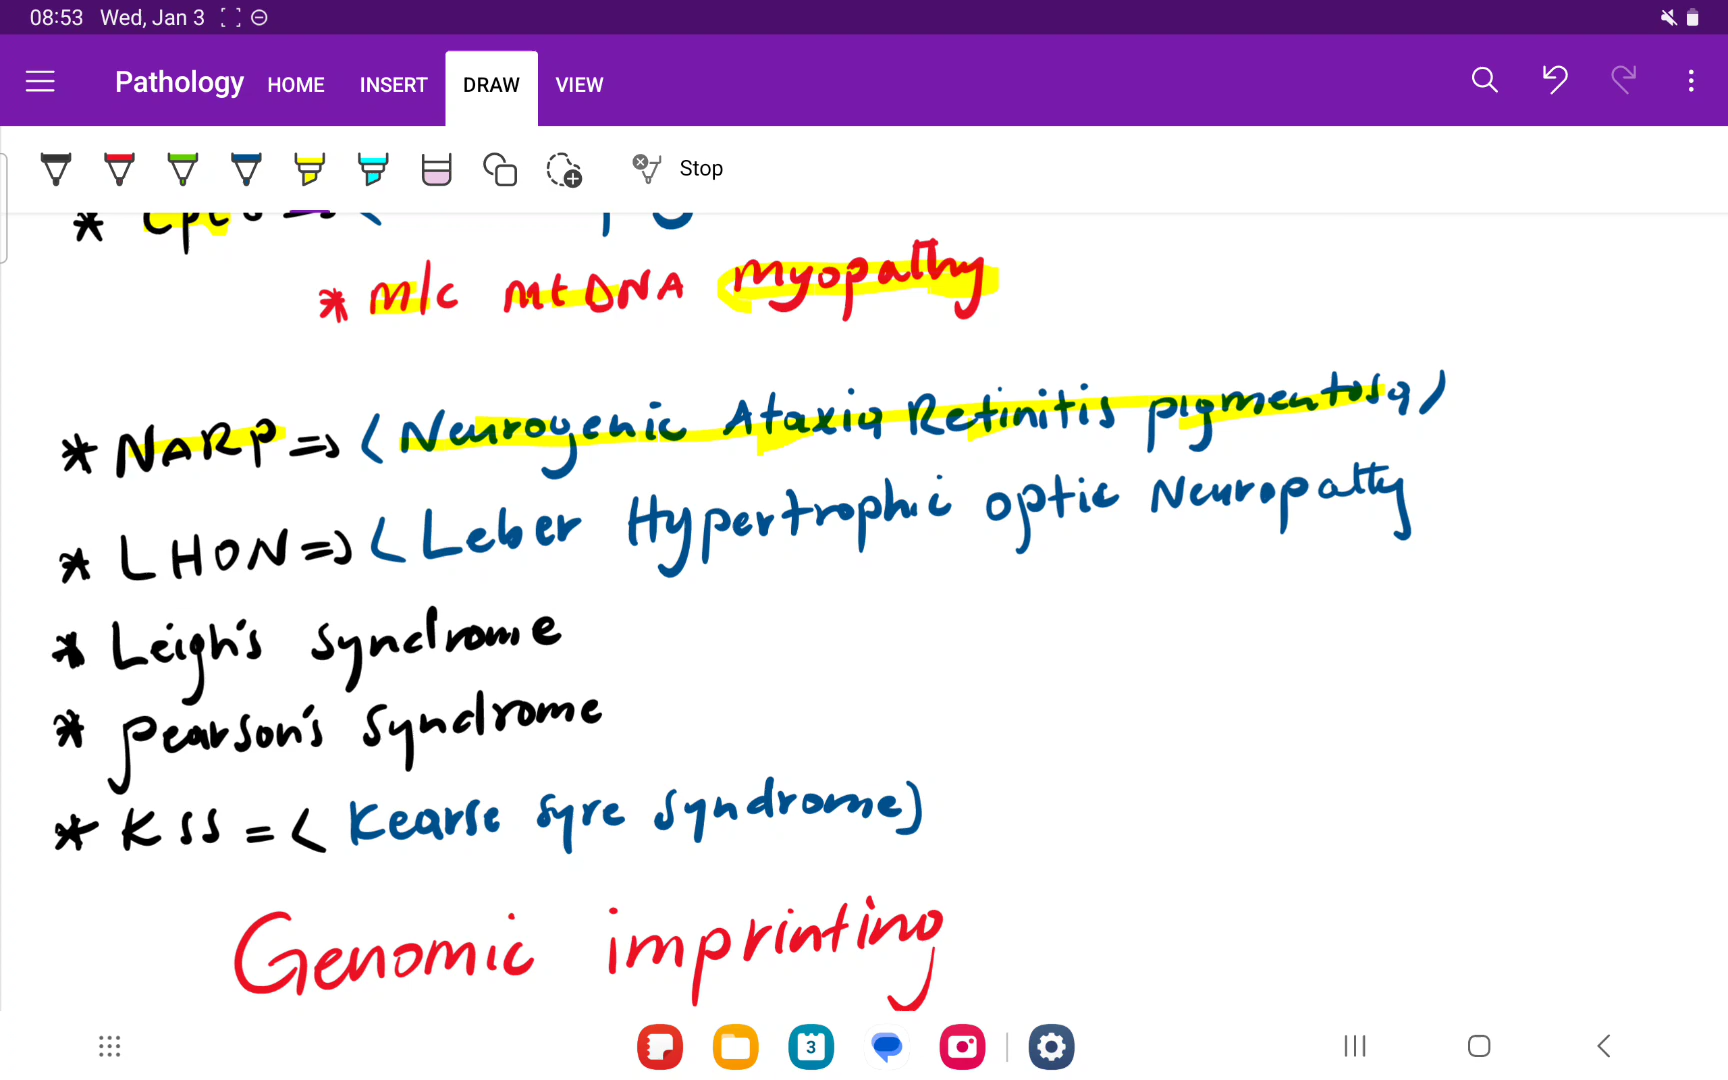 08:53 Wed, Jan 3
Pathology HOME INSERT DRAW VIEW
Stop
* m/c mtDNA myopathy
* NARP => (Neurogenic Ataxia Retinitis pigmentosa)
* LHON => (Leber Hypertrophic optic Neuropathy
* Leigh's syndrome
* Pearson's syndrome
* KSS = (Kearse syre syndrome)
Genomic imprinting
3